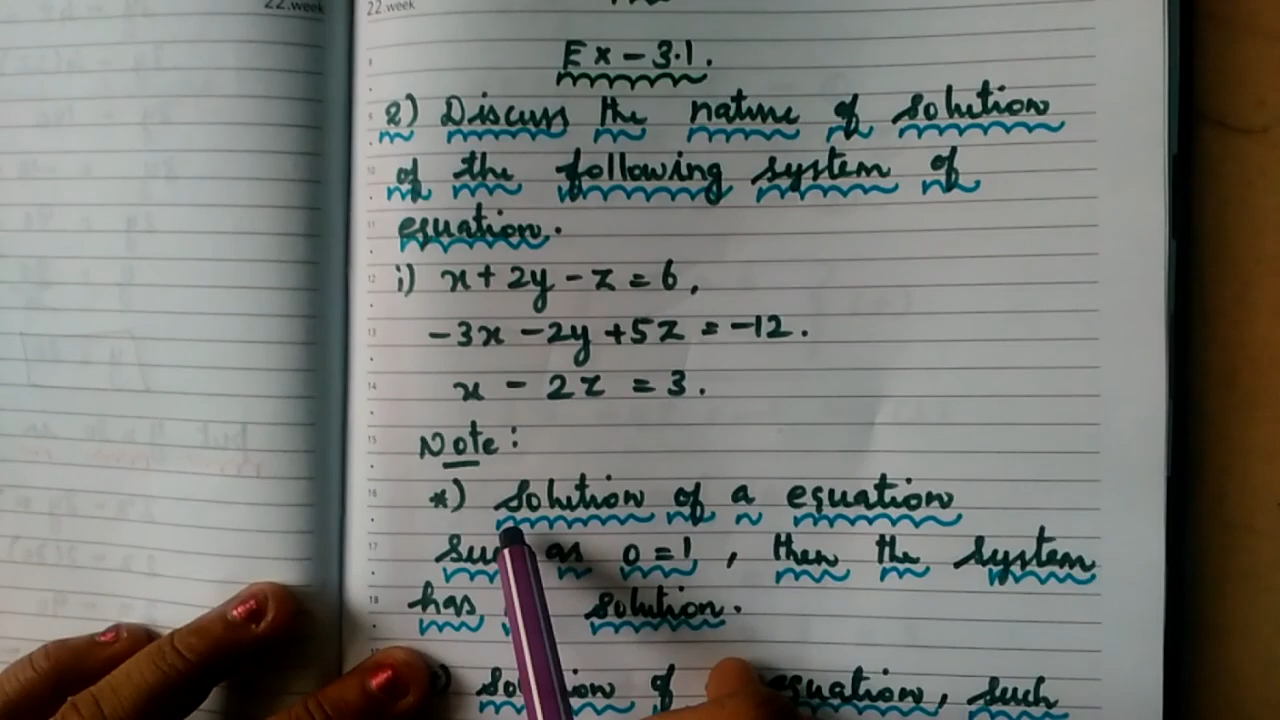 22.week
22.week
Ex-3.1.
2) Discuss the nature of solution
of the following system of
equation.
i) x + 2y - z = 6,
-3x - 2y + 5z = -12.
x - 2z = 3.
Note:
*) Solution of a equation
as 0=1, then the system
has solution.
of equation, such